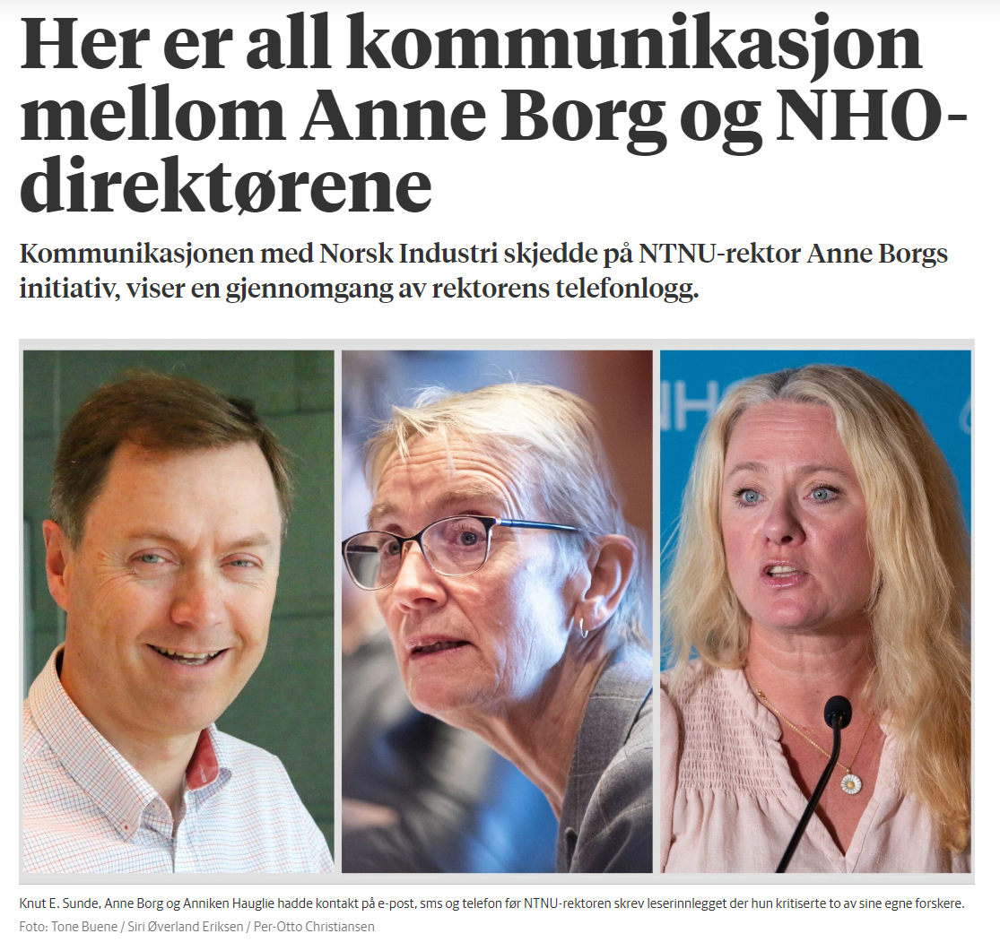 Her er all kommunikasjon
mellom Anne Borg og NHO-
direktørene
Kommunikasjonen med Norsk Industri skjedde på NTNU-rektor Anne Borgs
initiativ, viser en gjennomgang av rektorens telefonlogg.
NH
Knut E. Sunde, Anne Borg og Anniken Hauglie hadde kontakt på e-post, sms og telefon før NTNU-rektoren skrev leserinnlegget der hun kritiserte to av sine egne forskere.
Foto: Tone Buene / Siri Øverland Eriksen / Per-Otto Christiansen